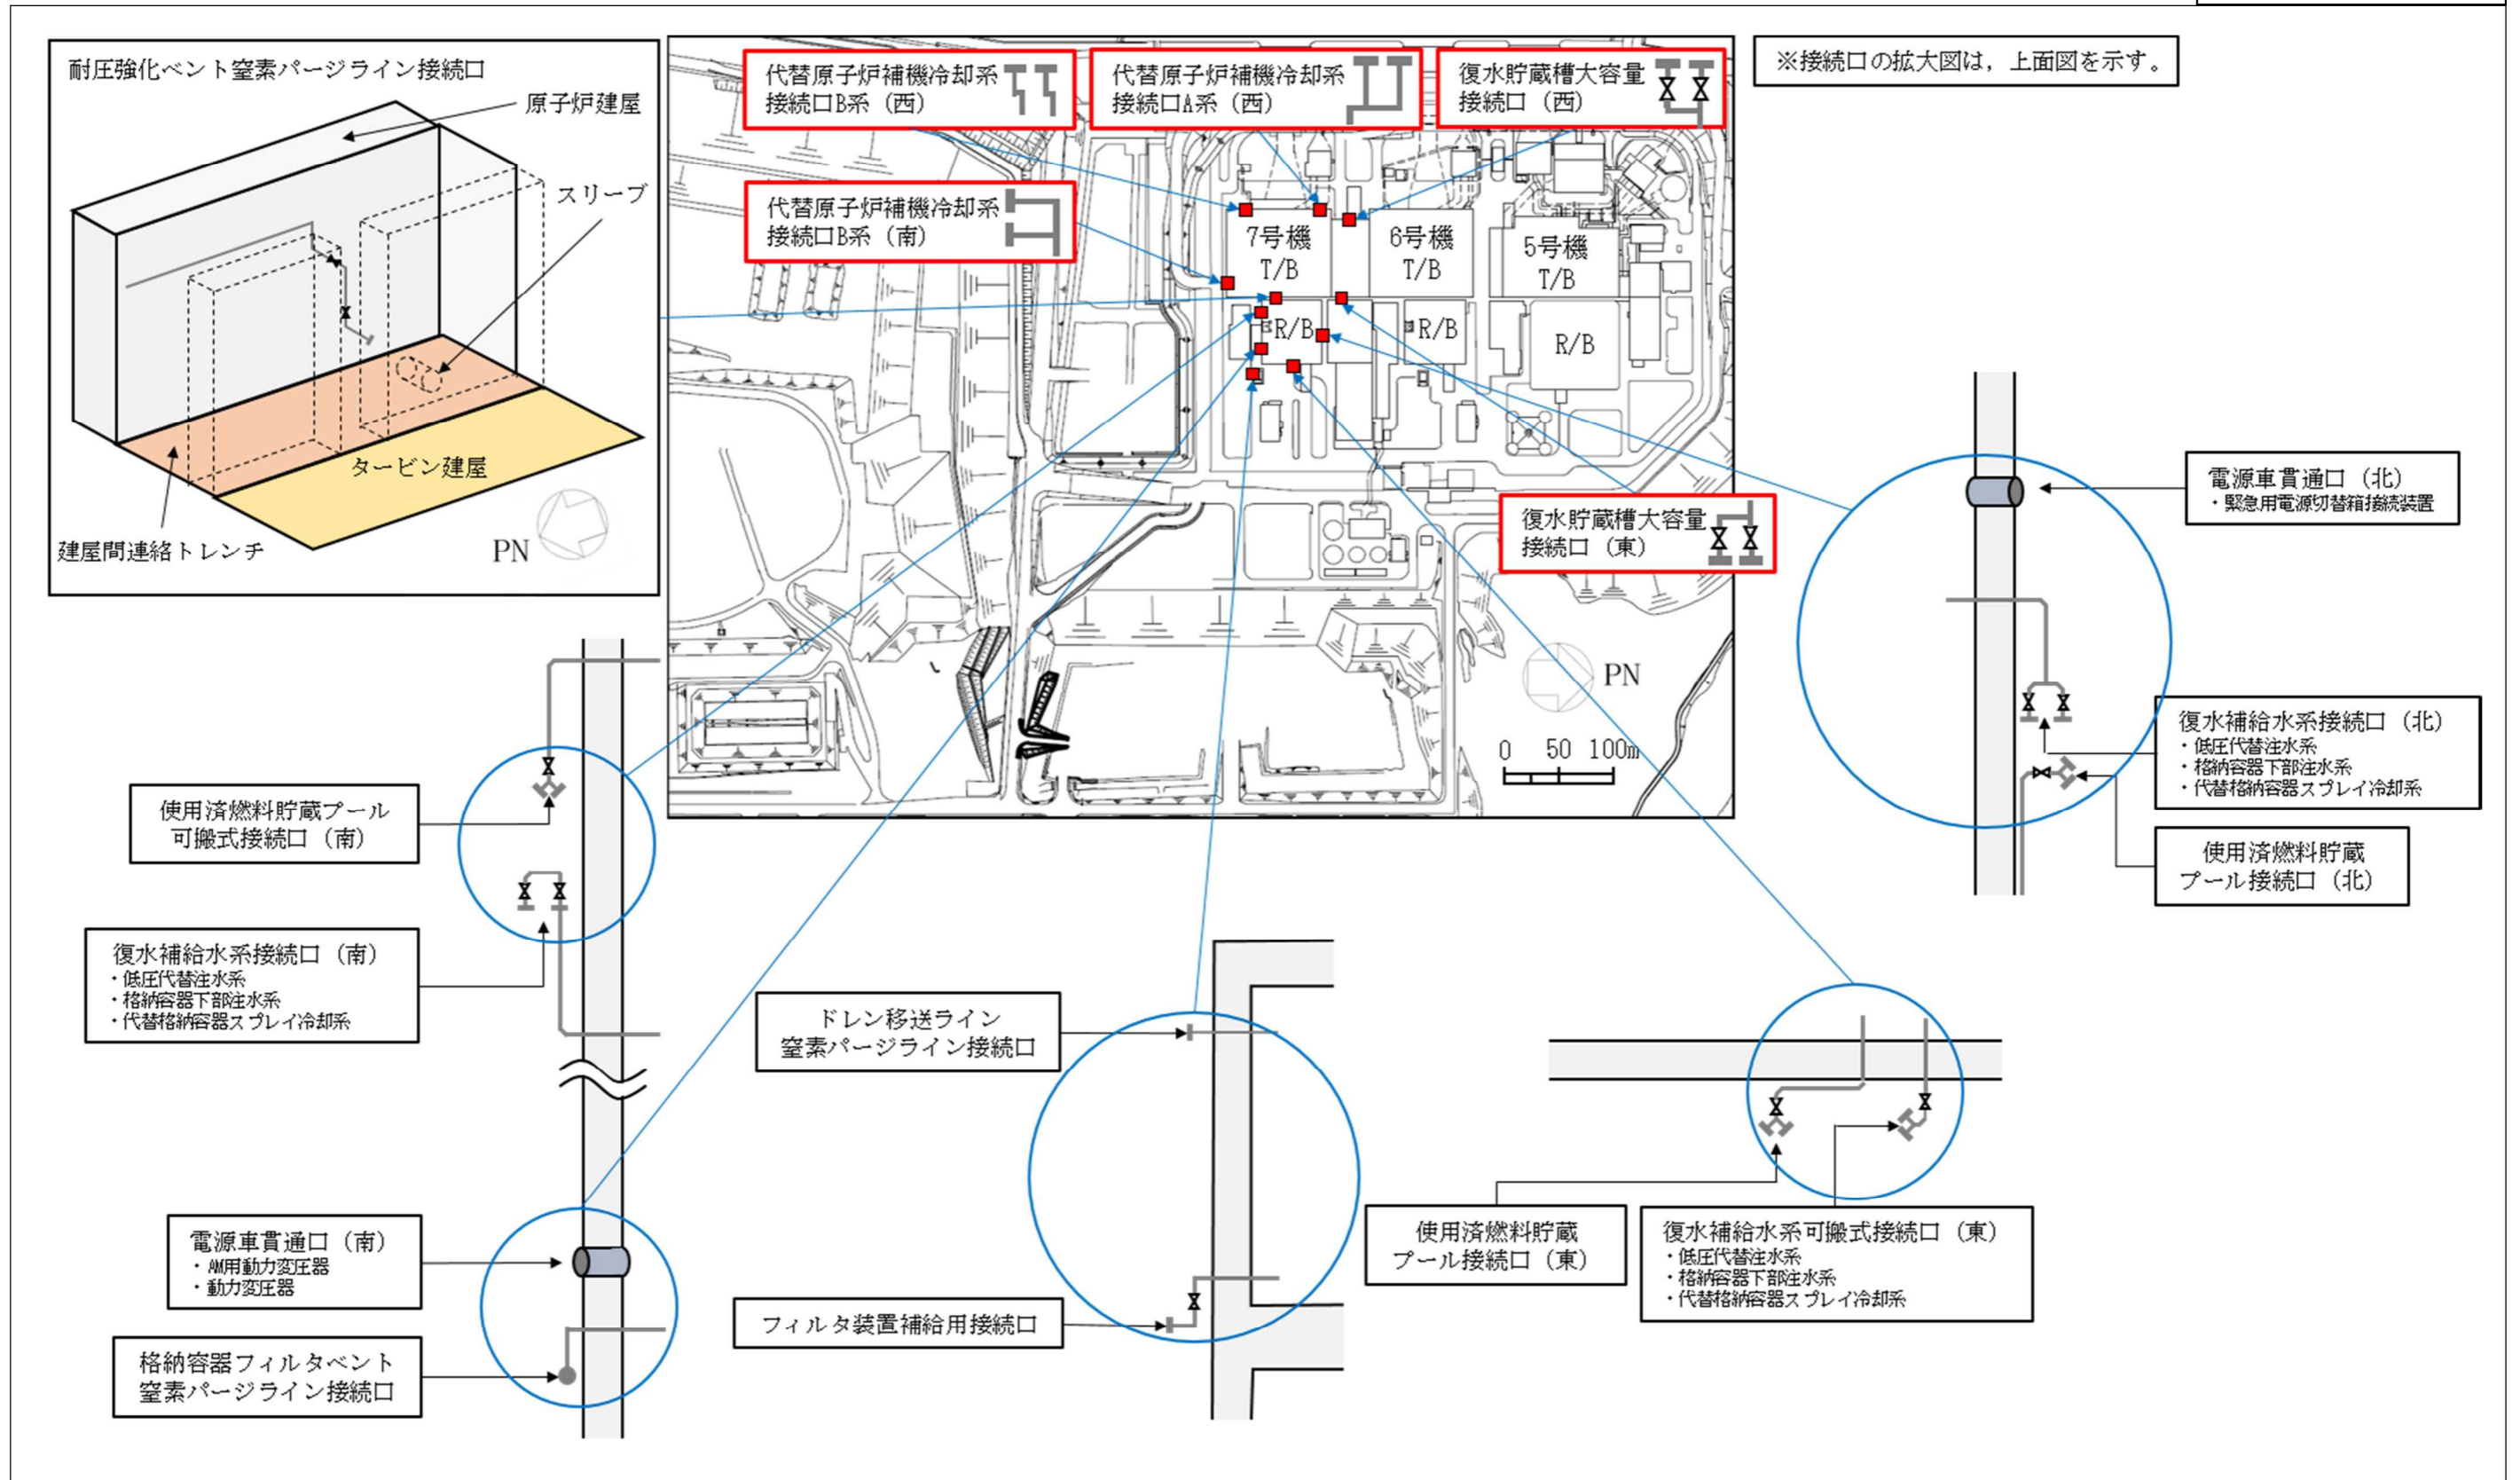 耐圧強化ベント窒素パージライン接続口
原子炉建屋
スリーブ
タービン建屋
建屋間連絡トレンチ
PN
代替原子炉補機冷却系
接続口B系（西）
代替原子炉補機冷却系
接続口A系（西）
復水貯蔵槽大容量
接続口（西）
※接続口の拡大図は，上面図を示す。
代替原子炉補機冷却系
接続口B系（南）
7号機
T/B
6号機
T/B
5号機
T/B
R/B
R/B
R/B
復水貯蔵槽大容量
接続口（東）
PN
0 50 100m
電源車貫通口（北）
・緊急用電源切替箱接続装置
復水補給水系接続口（北）
・低圧代替注水系
・格納容器下部注水系
・代替格納容器スプレイ冷却系
使用済燃料貯蔵
プール接続口（北）
使用済燃料貯蔵プール
可搬式接続口（南）
復水補給水系接続口（南）
・低圧代替注水系
・格納容器下部注水系
・代替格納容器スプレイ冷却系
電源車貫通口（南）
・AM用動力変圧器
・動力変圧器
格納容器フィルタベント
窒素パージライン接続口
ドレン移送ライン
窒素パージライン接続口
フィルタ装置補給用接続口
使用済燃料貯蔵
プール接続口（東）
復水補給水系可搬式接続口（東）
・低圧代替注水系
・格納容器下部注水系
・代替格納容器スプレイ冷却系